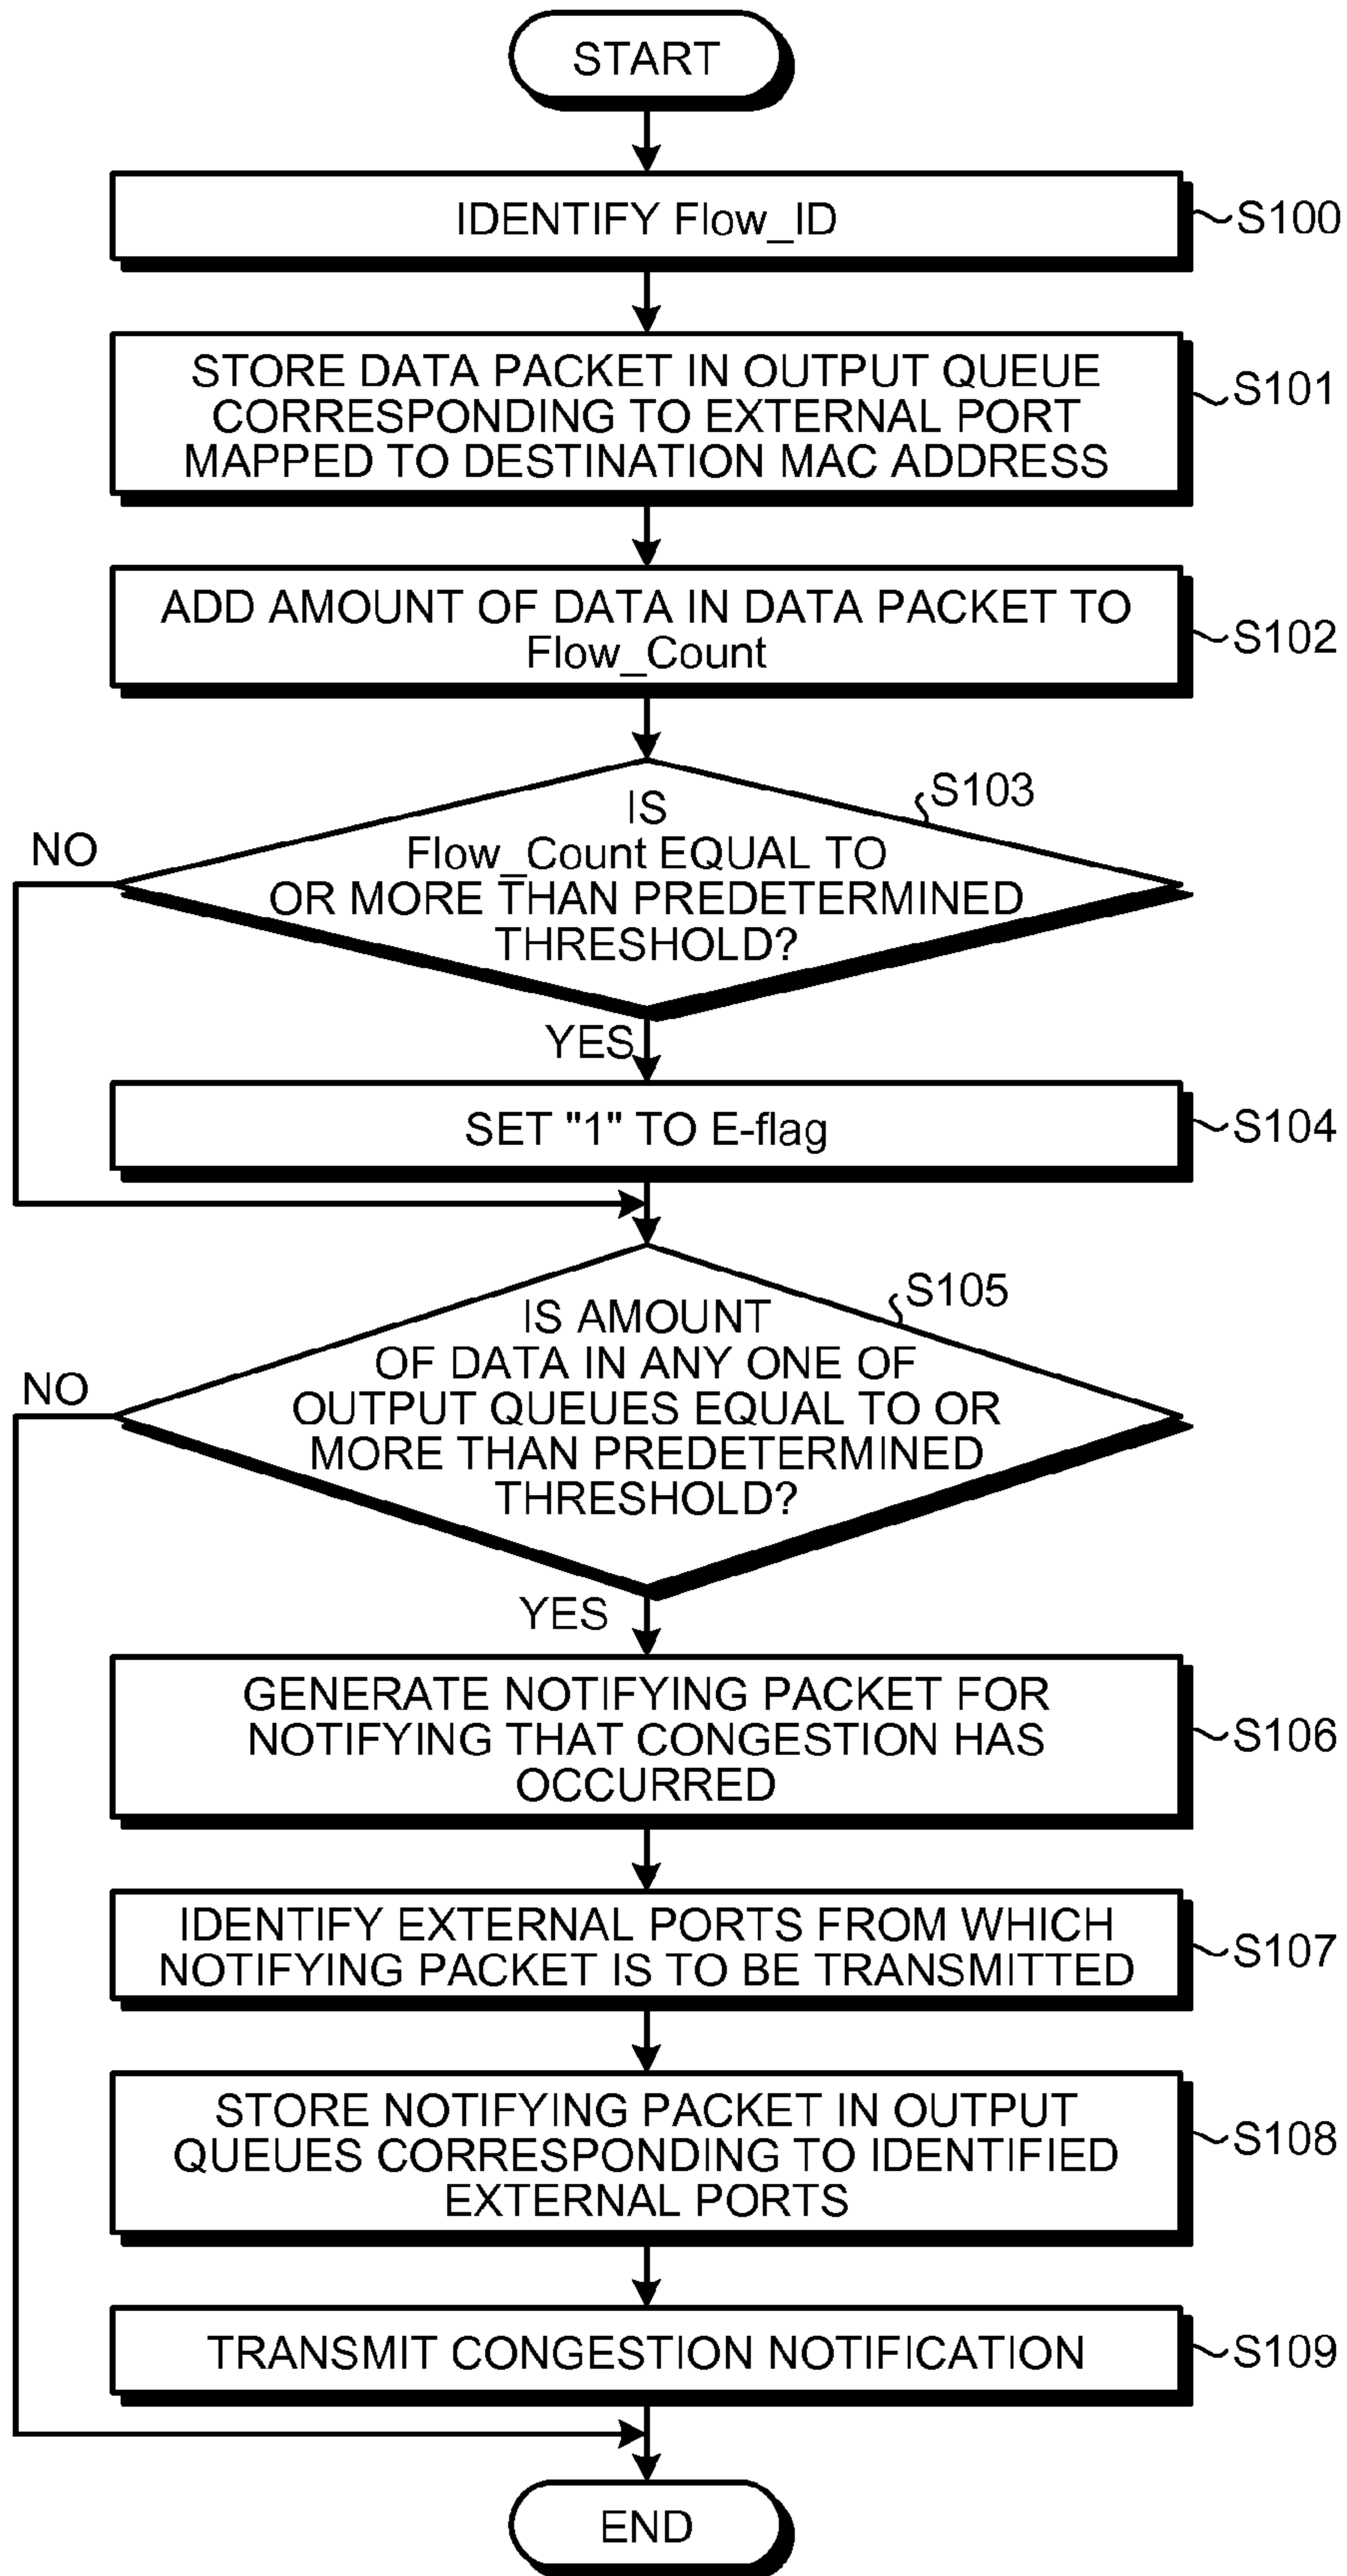 START
IDENTIFY Flow_ID
S100
STORE DATA PACKET IN OUTPUT QUEUE
CORRESPONDING TO EXTERNAL PORT
MAPPED TO DESTINATION MAC ADDRESS
S101
ADD AMOUNT OF DATA IN DATA PACKET TO
Flow_Count
S102
S103
IS
Flow_Count EQUAL TO
OR MORE THAN PREDETERMINED
THRESHOLD?
NO
YES
SET "1" TO E-flag
S104
S105
IS AMOUNT
OF DATA IN ANY ONE OF
OUTPUT QUEUES EQUAL TO OR
MORE THAN PREDETERMINED
THRESHOLD?
NO
YES
GENERATE NOTIFYING PACKET FOR
NOTIFYING THAT CONGESTION HAS
OCCURRED
S106
IDENTIFY EXTERNAL PORTS FROM WHICH
NOTIFYING PACKET IS TO BE TRANSMITTED
S107
STORE NOTIFYING PACKET IN OUTPUT
QUEUES CORRESPONDING TO IDENTIFIED
EXTERNAL PORTS
S108
TRANSMIT CONGESTION NOTIFICATION
S109
END